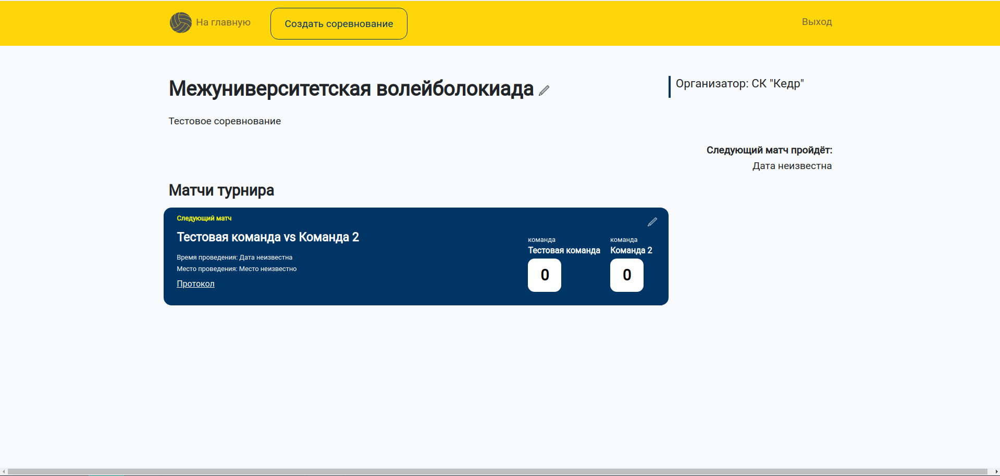 На главную
Создать соревнование
Выход
Межуниверситетская волейболокиада
Организатор: СК "Кедр"
Тестовое соревнование
Следующий матч пройдёт:
Дата неизвестна
Матчи турнира
Следующий матч
Тестовая команда vs Команда 2
Время проведения: Дата неизвестна
Место проведения: Место неизвестно
Протокол
команда
Тестовая команда
0
команда
Команда 2
0